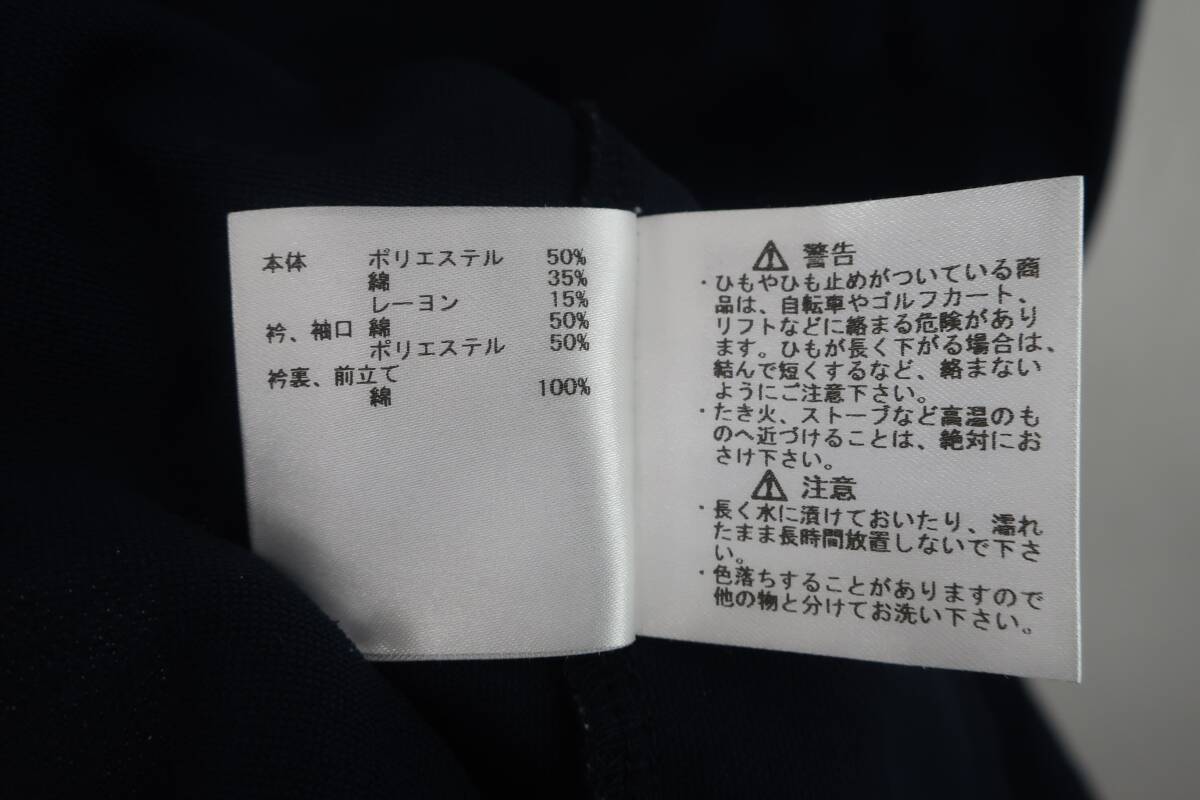 本体 ポリエステル 50%
綿 35%
レーヨン 15%
衿、袖口 綿 50%
ポリエステル 50%
衿裏、前立て
綿 100%
警告
・ひもやひも止めがついている商
品は、自転車やゴルフカート、
リフトなどに絡まる危険があり
ます。ひもが長く下がる場合は、
結んで短くするなど、絡まない
ようにご注意下さい。
・たき火、ストーブなど高温のも
のへ近づけることは、絶対にお
さけ下さい。
注意
・長く水に漬けておいたり、濡れ
たまま長時間放置しないで下さ
い。
・色落ちすることがありますので
他の物と分けてお洗い下さい。